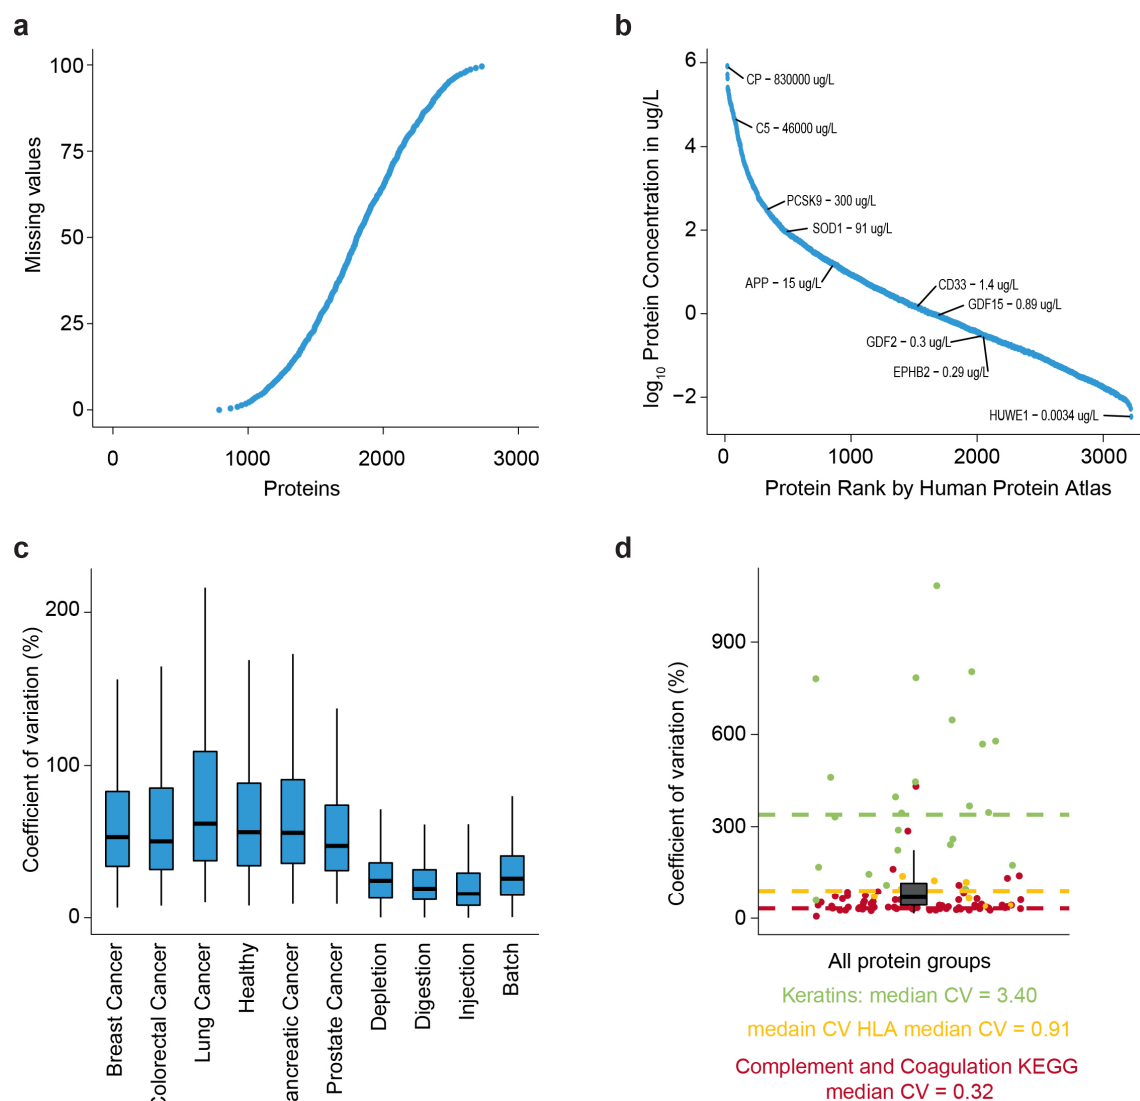 a
100
75
50
25
0
Missing values
0
1000
2000
3000
Proteins
b
6
4
2
0
−2
log10 Protein Concentration in ug/L
CP − 830000 ug/L
C5 − 46000 ug/L
PCSK9 − 300 ug/L
SOD1 − 91 ug/L
APP − 15 ug/L
CD33 − 1.4 ug/L
GDF15 − 0.89 ug/L
GDF2 − 0.3 ug/L
EPHB2 − 0.29 ug/L
HUWE1 − 0.0034 ug/L
0
1000
2000
3000
Protein Rank by Human Protein Atlas
c
200
100
0
Coefficient of variation (%)
Breast Cancer
Colorectal Cancer
Lung Cancer
Healthy
ancreatic Cancer
Prostate Cancer
Depletion
Digestion
Injection
Batch
d
900
600
300
0
Coefficient of variation (%)
All protein groups
Keratins: median CV = 3.40
medain CV HLA median CV = 0.91
Complement and Coagulation KEGG
median CV = 0.32